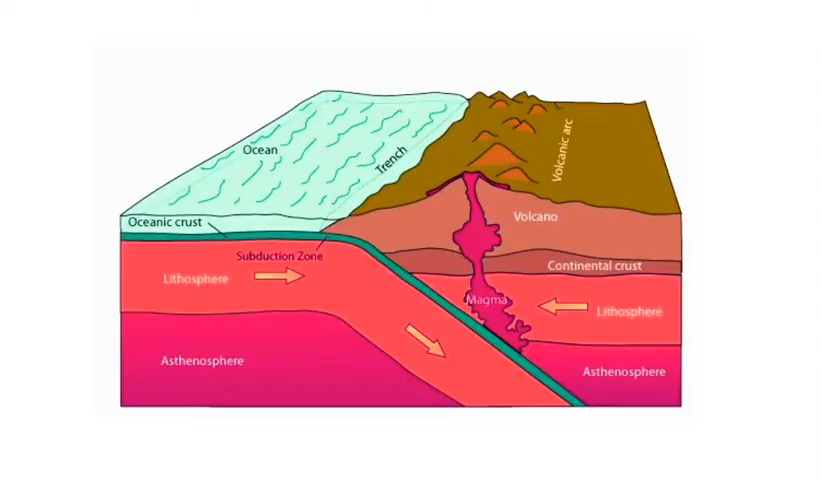 Ocean
Trench
Volcanic arc
Oceanic crust
Volcano
Subduction Zone
Continental crust
Lithosphere
Magma
Lithosphere
Asthenosphere
Asthenosphere